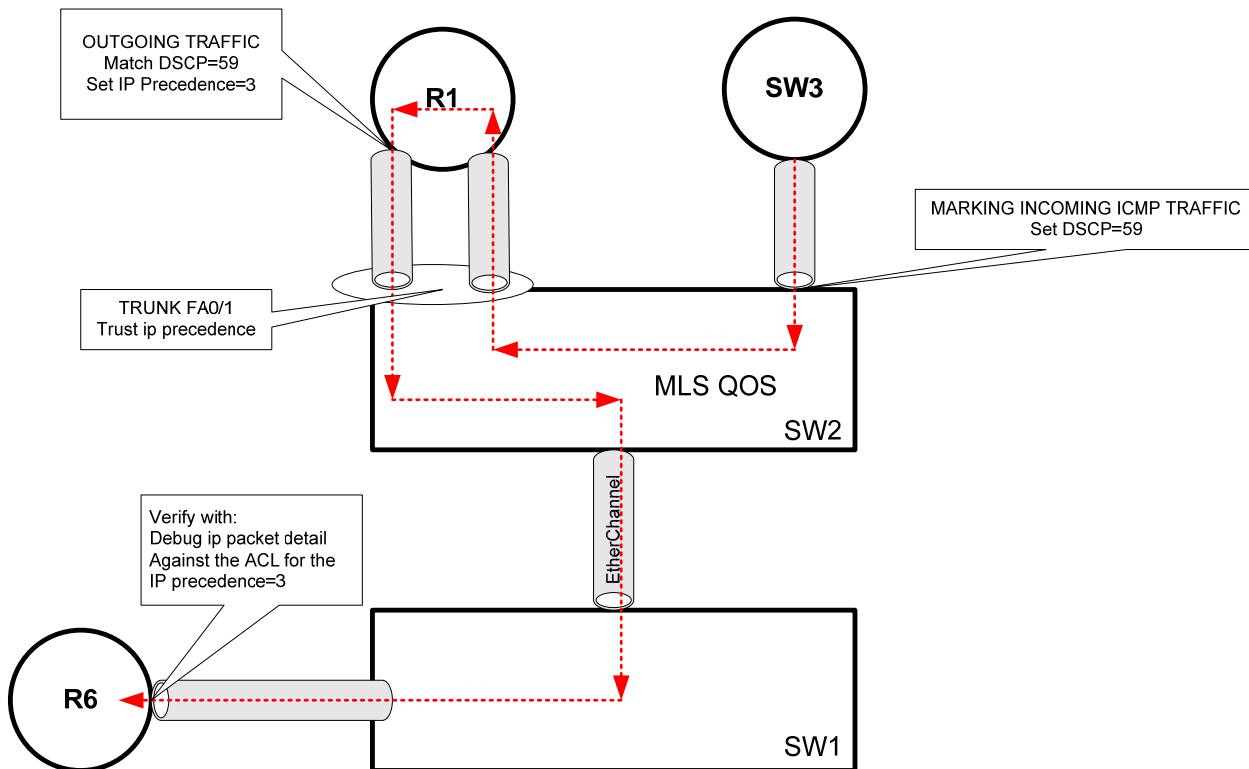 OUTGOING TRAFFIC
Match DSCP=59
Set IP Precedence=3
R1
SW3
MARKING INCOMING ICMP TRAFFIC
Set DSCP=59
TRUNK FA0/1
Trust ip precedence
MLS QOS
SW2
EtherChannel
Verify with:
Debug ip packet detail
Against the ACL for the
IP precedence=3
R6
SW1